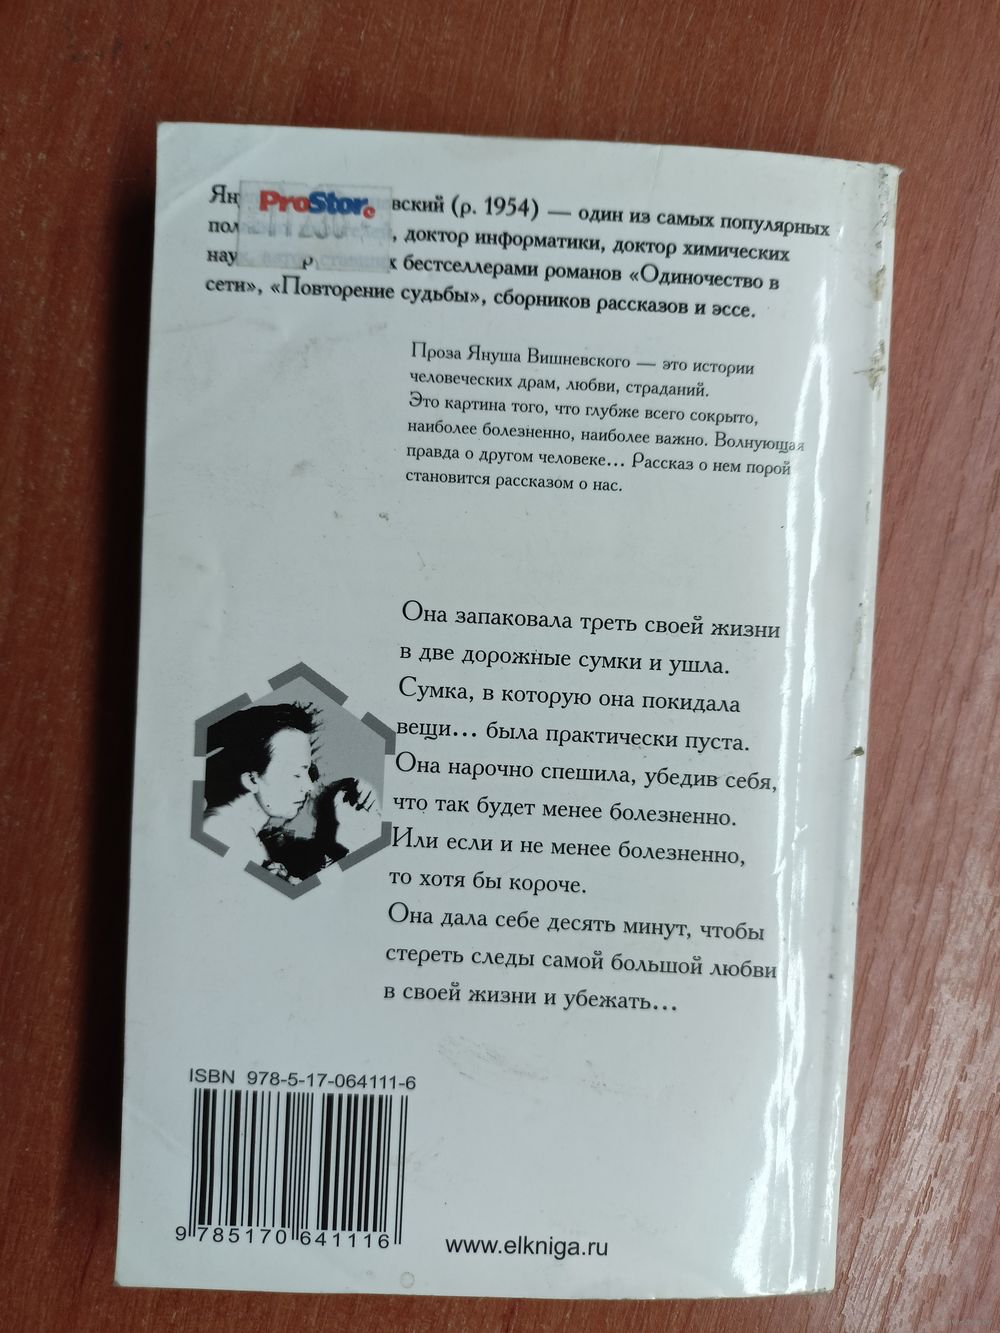 Ян ProStore вский (р. 1954) — один из самых популярных
пол , доктор информатики, доктор химических
нау р х бестселлерами романов «Одиночество в
сети», «Повторение судьбы», сборников рассказов и эссе.
Проза Януша Вишневского — это истории
человеческих драм, любви, страданий.
Это картина того, что глубже всего сокрыто,
наиболее болезненно, наиболее важно. Волнующая
правда о другом человеке... Рассказ о нем порой
становится рассказом о нас.
Она запаковала треть своей жизни
в две дорожные сумки и ушла.
Сумка, в которую она покидала
вещи... была практически пуста.
Она нарочно спешила, убедив себя,
что так будет менее болезненно.
Или если и не менее болезненно,
то хотя бы короче.
Она дала себе десять минут, чтобы
стереть следы самой большой любви
в своей жизни и убежать...
ISBN 978-5-17-064111-6
9 785170 641116
www.elkniga.ru